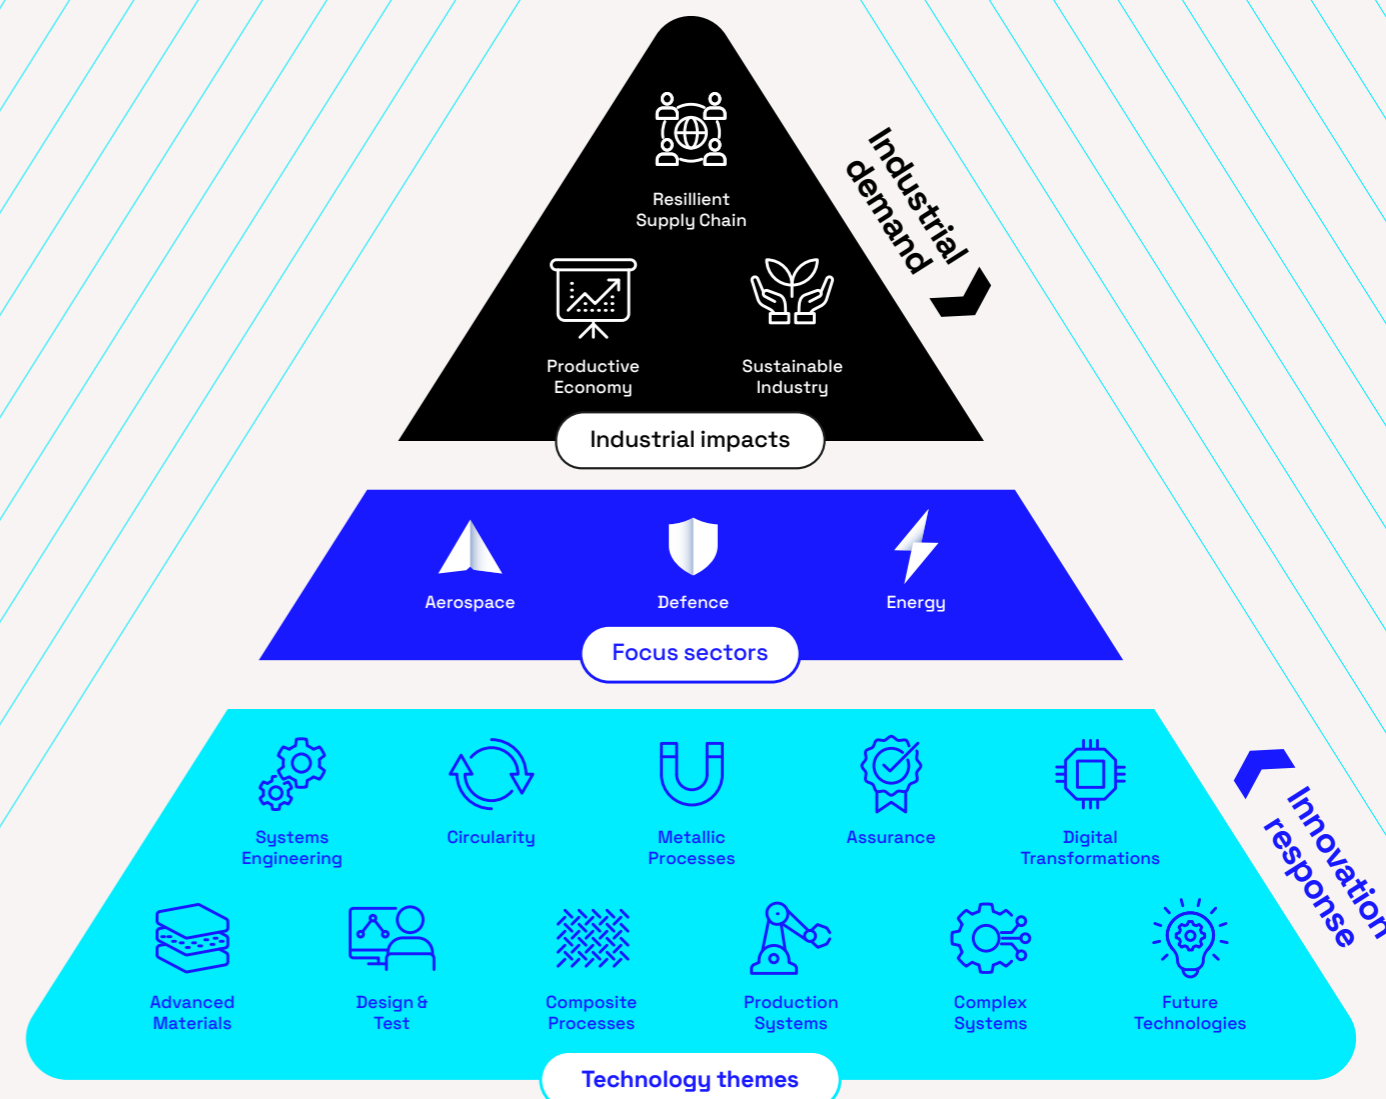 Resillient
Supply Chain
Industrial
demand
Productive
Economy
Sustainable
Industry
Industrial impacts
Aerospace
Defence
Energy
Focus sectors
Systems
Engineering
Circularity
Metallic
Processes
Assurance
Digital
Transformations
Innovation
response
Advanced
Materials
Design &
Test
Composite
Processes
Production
Systems
Complex
Systems
Future
Technologies
Technology themes